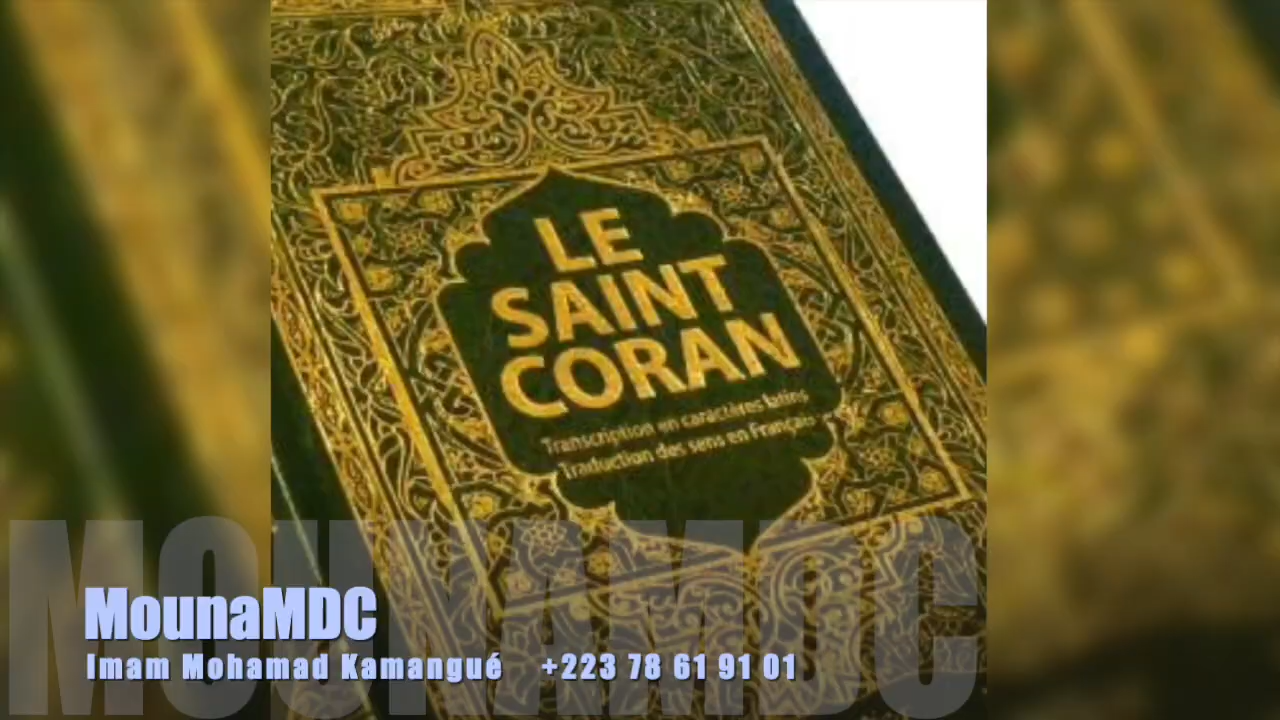 LE
SAINT
CORAN
Transcription en caractères latins
Traduction des sens en Français
MOUNAMDC
MounaMDC
Imam Mohamad Kamangué +223 78 61 91 01